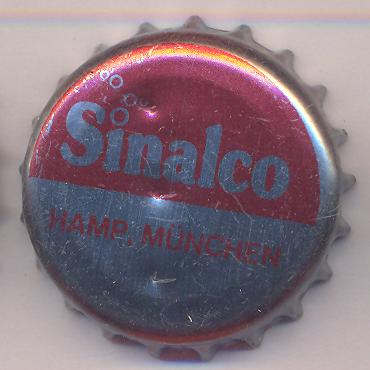 Sinalco
HAMP, MÜNCHEN